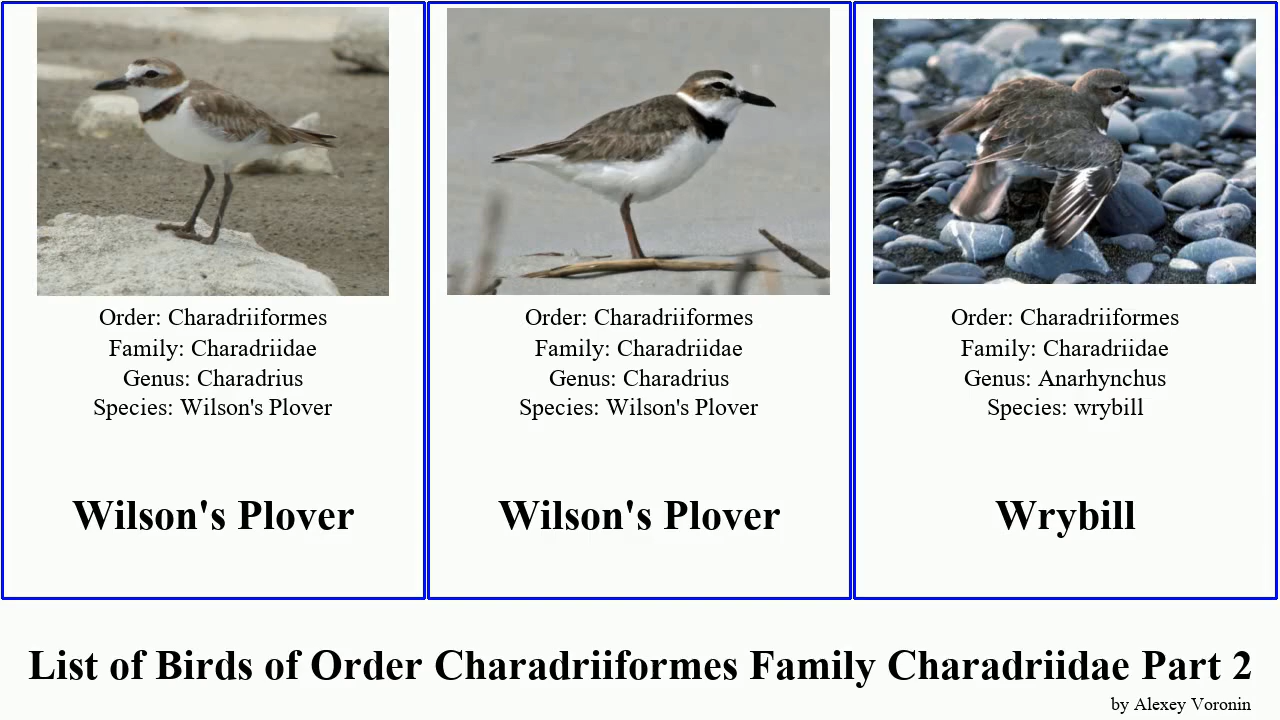 Order: Charadriiformes
Family: Charadriidae
Genus: Charadrius
Species: Wilson's Plover
Wilson's Plover
Order: Charadriiformes
Family: Charadriidae
Genus: Charadrius
Species: Wilson's Plover
Wilson's Plover
Order: Charadriiformes
Family: Charadriidae
Genus: Anarhynchus
Species: wrybill
Wrybill
List of Birds of Order Charadriiformes Family Charadriidae Part 2
by Alexey Voronin